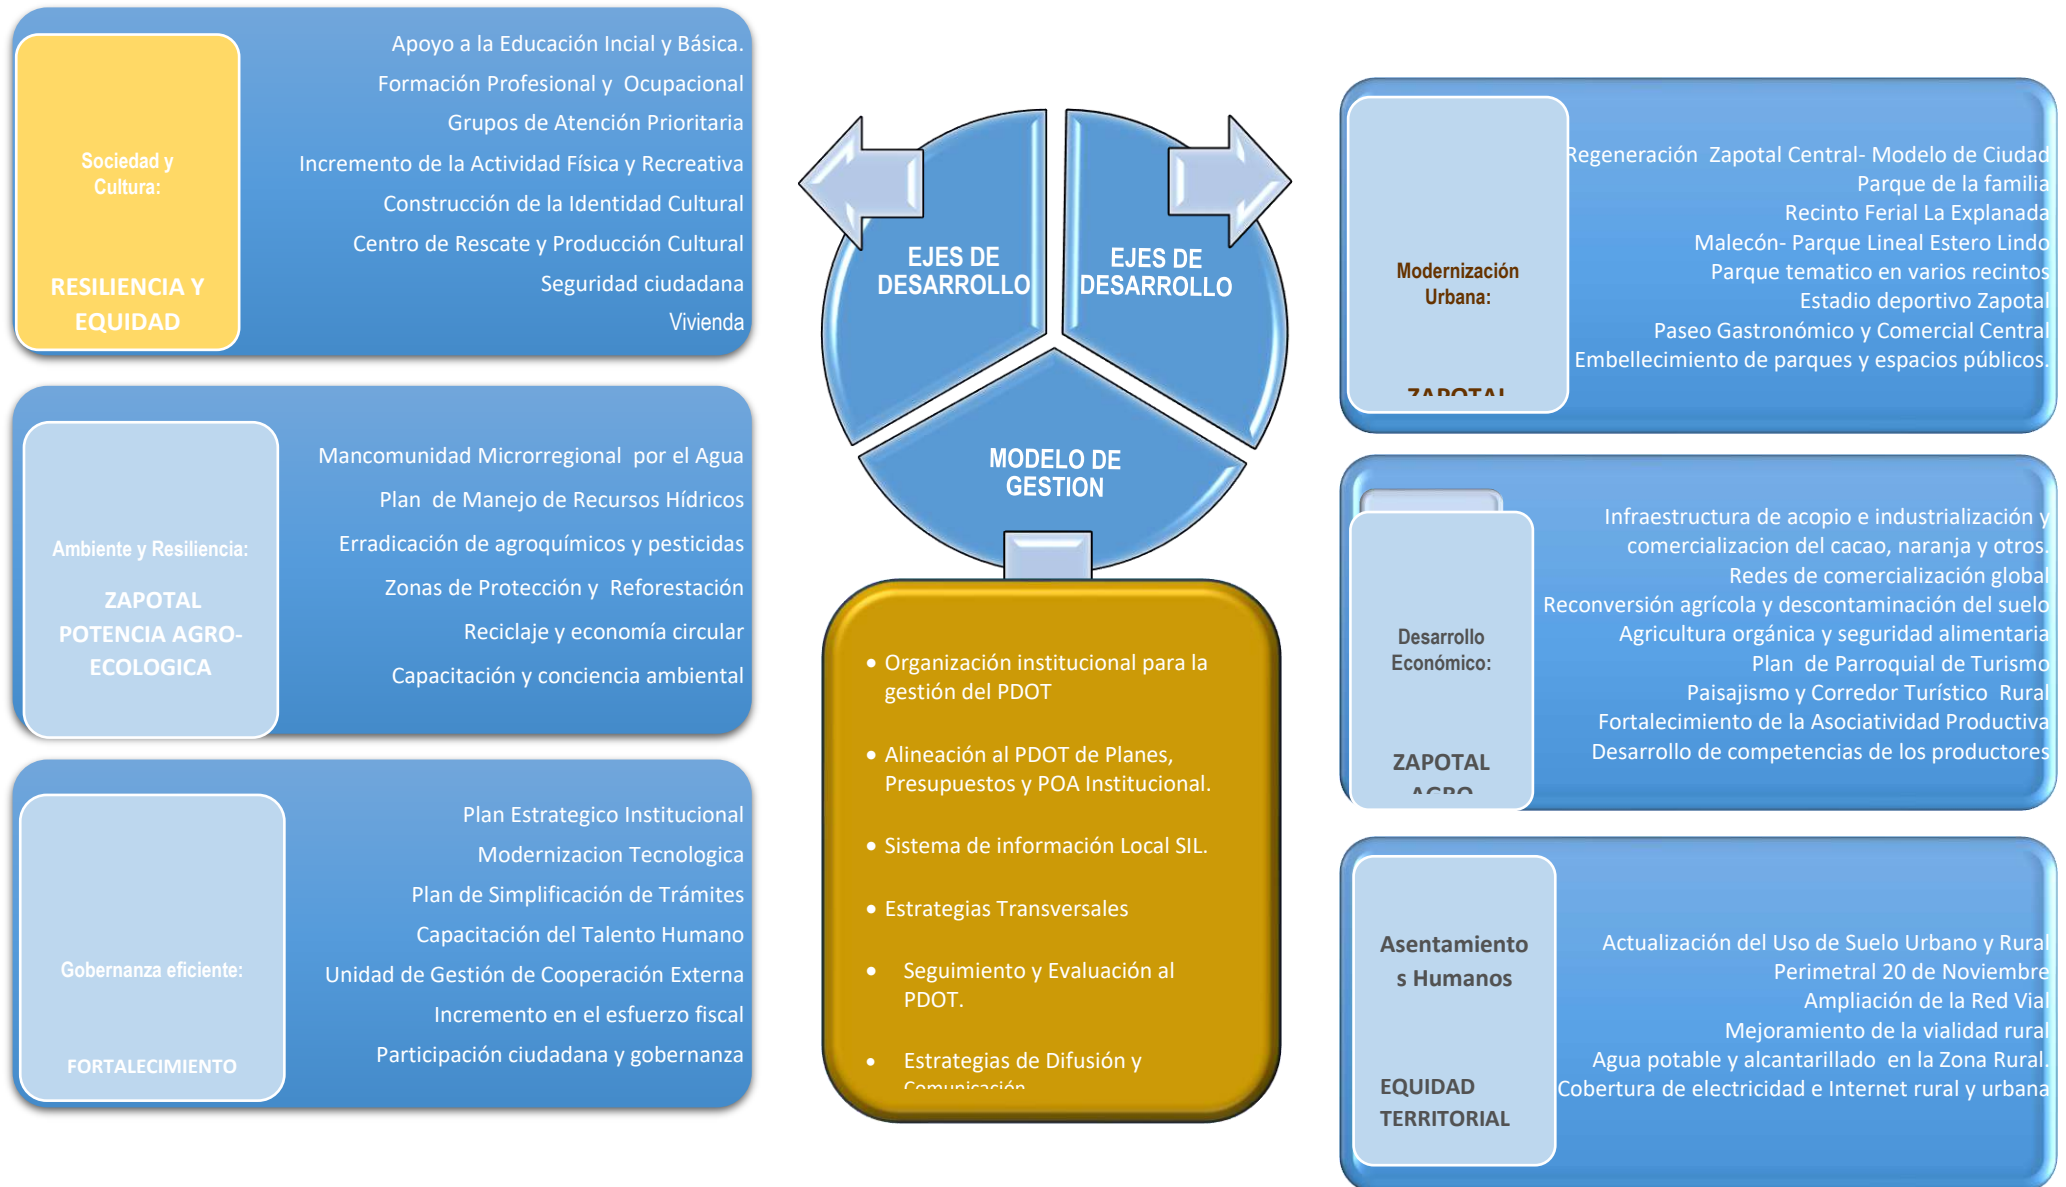 Sociedad y
Cultura:
RESILIENCIA Y
EQUIDAD
Apoyo a la Educación Incial y Básica.
Formación Profesional y  Ocupacional
Grupos de Atención Prioritaria
Incremento de la Actividad Física y Recreativa
Construcción de la Identidad Cultural
Centro de Rescate y Producción Cultural
Seguridad ciudadana
Vivienda
Ambiente y Resiliencia:
ZAPOTAL
POTENCIA AGRO-
ECOLOGICA
Mancomunidad Microrregional  por el Agua
Plan  de Manejo de Recursos Hídricos
Erradicación de agroquímicos y pesticidas
Zonas de Protección y  Reforestación
Reciclaje y economía circular
Capacitación y conciencia ambiental
Gobernanza eficiente:
FORTALECIMIENTO
Plan Estrategico Institucional
Modernizacion Tecnologica
Plan de Simplificación de Trámites
Capacitación del Talento Humano
Unidad de Gestión de Cooperación Externa
Incremento en el esfuerzo fiscal
Participación ciudadana y gobernanza
EJES DE
DESARROLLO
EJES DE
DESARROLLO
MODELO DE
GESTION
• Organización institucional para la
gestión del PDOT
• Alineación al PDOT de Planes,
Presupuestos y POA Institucional.
• Sistema de información Local SIL.
• Estrategias Transversales
• Seguimiento y Evaluación al
PDOT.
• Estrategias de Difusión y
Comunicación
Modernización
Urbana:
ZAPOTAL
Regeneración  Zapotal Central- Modelo de Ciudad
Parque de la familia
Recinto Ferial La Explanada
Malecón- Parque Lineal Estero Lindo
Parque tematico en varios recintos
Estadio deportivo Zapotal
Paseo Gastronómico y Comercial Central
Embellecimiento de parques y espacios públicos.
Desarrollo
Económico:
ZAPOTAL
AGRO
Infraestructura de acopio e industrialización y
comercializacion del cacao, naranja y otros.
Redes de comercialización global
Reconversión agrícola y descontaminación del suelo
Agricultura orgánica y seguridad alimentaria
Plan  de Parroquial de Turismo
Paisajismo y Corredor Turístico  Rural
Fortalecimiento de la Asociatividad Productiva
Desarrollo de competencias de los productores
Asentamiento
s Humanos
EQUIDAD
TERRITORIAL
Actualización del Uso de Suelo Urbano y Rural
Perimetral 20 de Noviembre
Ampliación de la Red Vial
Mejoramiento de la vialidad rural
Agua potable y alcantarillado  en la Zona Rural.
Cobertura de electricidad e Internet rural y urbana